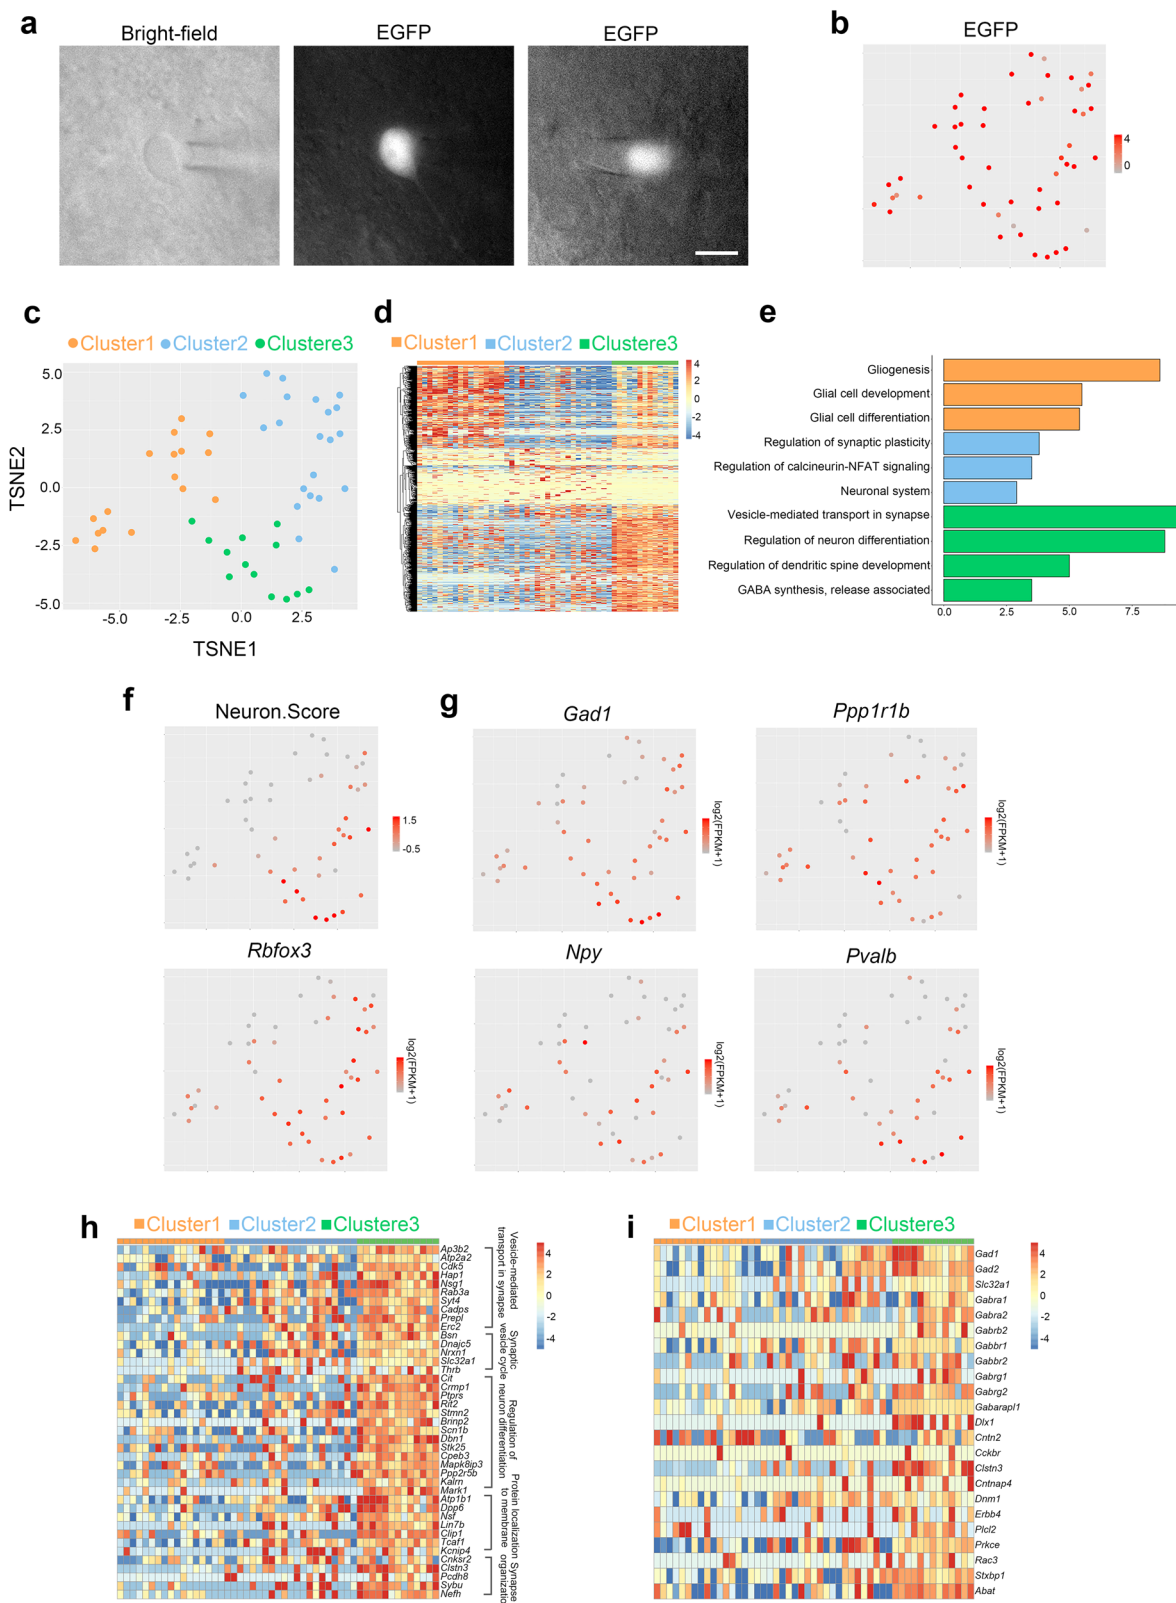 a
Bright-field
EGFP
EGFP
b
EGFP
4
0
c
Cluster1 Cluster2 Clustere3
5.0
2.5
0.0
-2.5
-5.0
TSNE2
-5.0 -2.5 0.0 2.5
TSNE1
d
Cluster1 Cluster2 Clustere3
4
2
0
-2
-4
e
Gliogenesis
Glial cell development
Glial cell differentiation
Regulation of synaptic plasticity
Regulation of calcineurin-NFAT signaling
Neuronal system
Vesicle-mediated transport in synapse
Regulation of neuron differentiation
Regulation of dendritic spine development
GABA synthesis, release associated
0.0 2.5 5.0 7.5
f
Neuron.Score
1.5
-0.5
Rbfox3
log2(FPKM+1)
g
Gad1
log2(FPKM+1)
Ppp1r1b
log2(FPKM+1)
Npy
log2(FPKM+1)
Pvalb
log2(FPKM+1)
h
Cluster1 Cluster2 Clustere3
Ap3b2
Atp2a2
Cdk5
Hap1
Nsg1
Rab3a
Syt4
Cadps
Prepl
Erc2
Bsn
Dnajc5
Nrxn1
Slc32a1
Thrb
Cit
Crmp1
Ptprs
Rit2
Stmn2
Brinp2
Scn1b
Dbn1
Stk25
Cpeb3
Mapk8ip3
Ppp2r5b
Kalrn
Mark1
Atp1b1
Dpp6
Nsf
Lin7b
Clip1
Tcaf1
Kcnip4
Cnksr2
Clstn3
Pcdh8
Sybu
Nefh
Vesicle-mediated
transport in synapse
Synaptic
vesicle cycle
Regulation of
neuron differentiation
Protein localization
to membrane
Synapse
organizatic
4
2
0
-2
-4
i
Cluster1 Cluster2 Clustere3
Gad1
Gad2
Slc32a1
Gabra1
Gabra2
Gabrb2
Gabbr1
Gabbr2
Gabrg1
Gabrg2
Gabarapl1
Dlx1
Cntn2
Cckbr
Clstn3
Cntnap4
Dnm1
Erbb4
Plcl2
Prkce
Rac3
Stxbp1
Abat
4
2
0
-2
-4